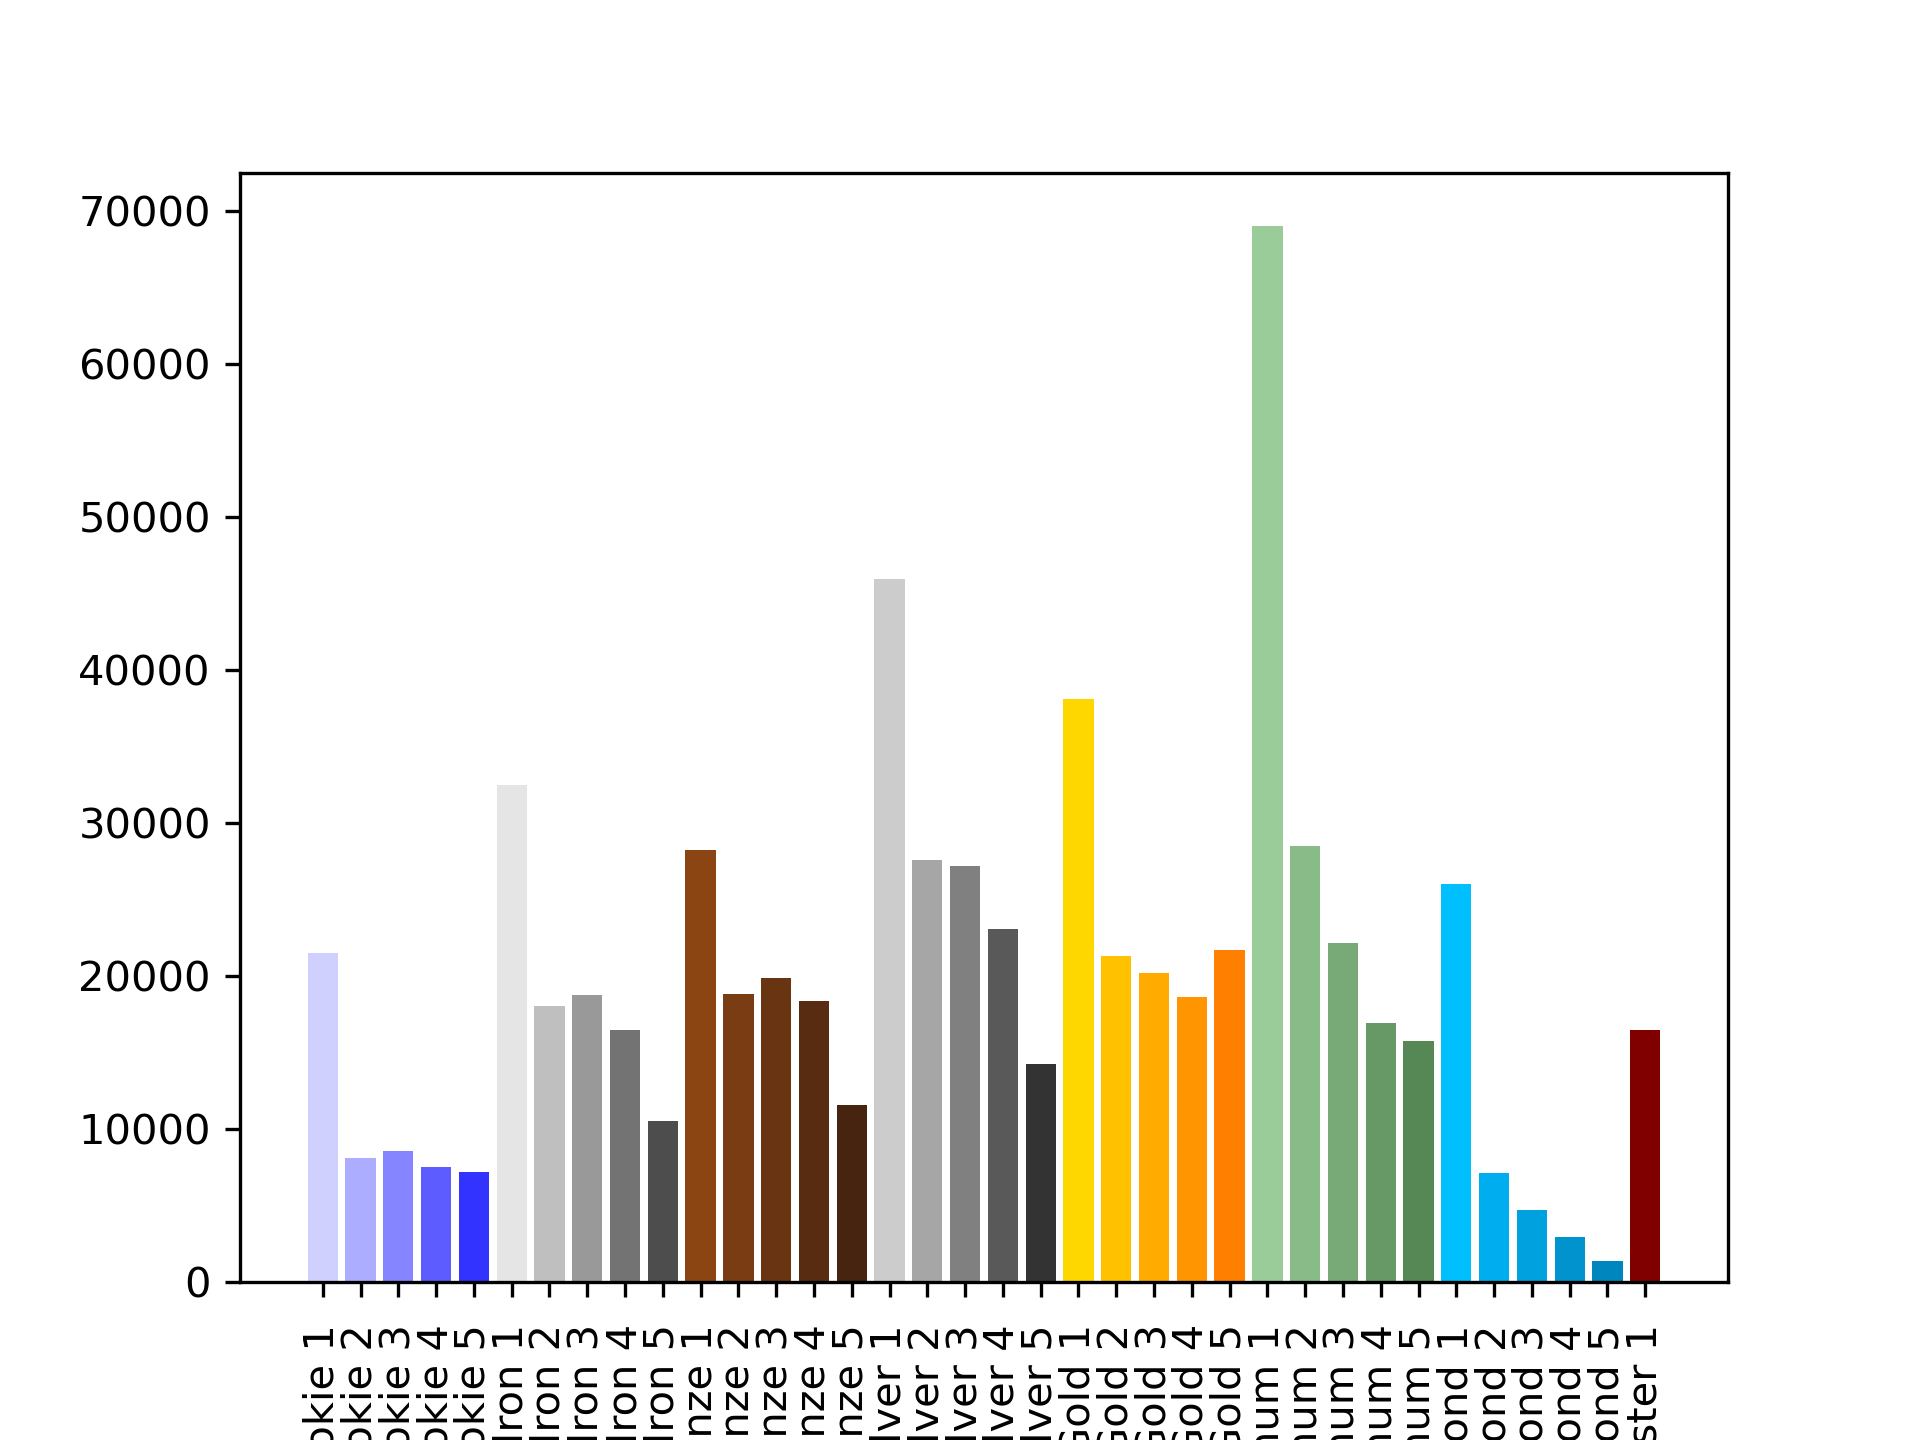 70000
60000
50000
40000
30000
20000
10000
0
okie 1
okie 2
okie 3
okie 4
okie 5
Iron 1
Iron 2
Iron 3
Iron 4
Iron 5
nze 1
nze 2
nze 3
nze 4
nze 5
lver 1
lver 2
lver 3
lver 4
lver 5
Gold 1
Gold 2
Gold 3
Gold 4
Gold 5
num 1
num 2
num 3
num 4
num 5
ond 1
ond 2
ond 3
ond 4
ond 5
ster 1